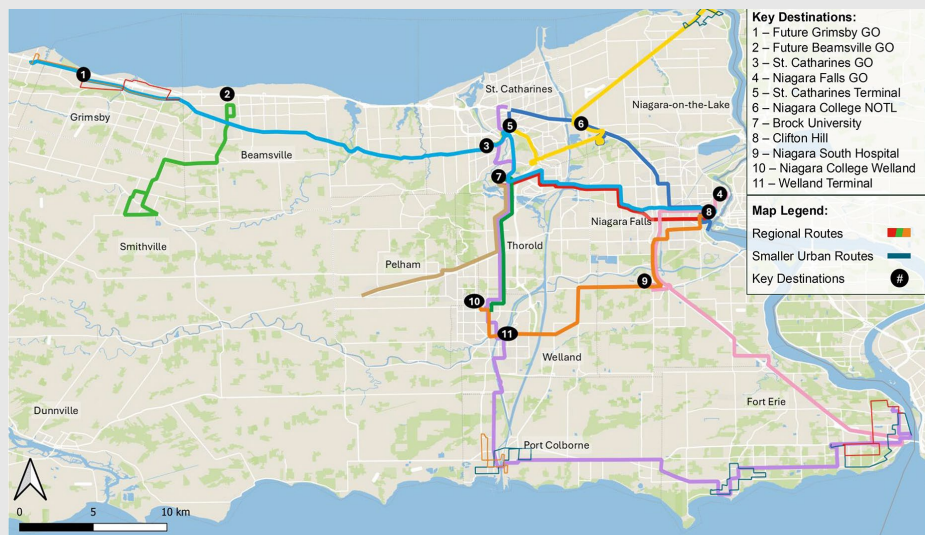 Key Destinations:
1 – Future Grimsby GO
2 – Future Beamsville GO
3 – St. Catharines GO
4 – Niagara Falls GO
5 – St. Catharines Terminal
6 – Niagara College NOTL
7 – Brock University
8 – Clifton Hill
9 – Niagara South Hospital
10 – Niagara College Welland
11 – Welland Terminal
Map Legend:
Regional Routes
Smaller Urban Routes
Key Destinations #
1
Grimsby
2
Beamsville
St. Catharines
Niagara-on-the-Lake
5
6
3
7
4
8
Niagara Falls
Smithville
Thorold
Pelham
9
10
11
Welland
Dunnville
Fort Erie
Port Colborne
0 5 10 km